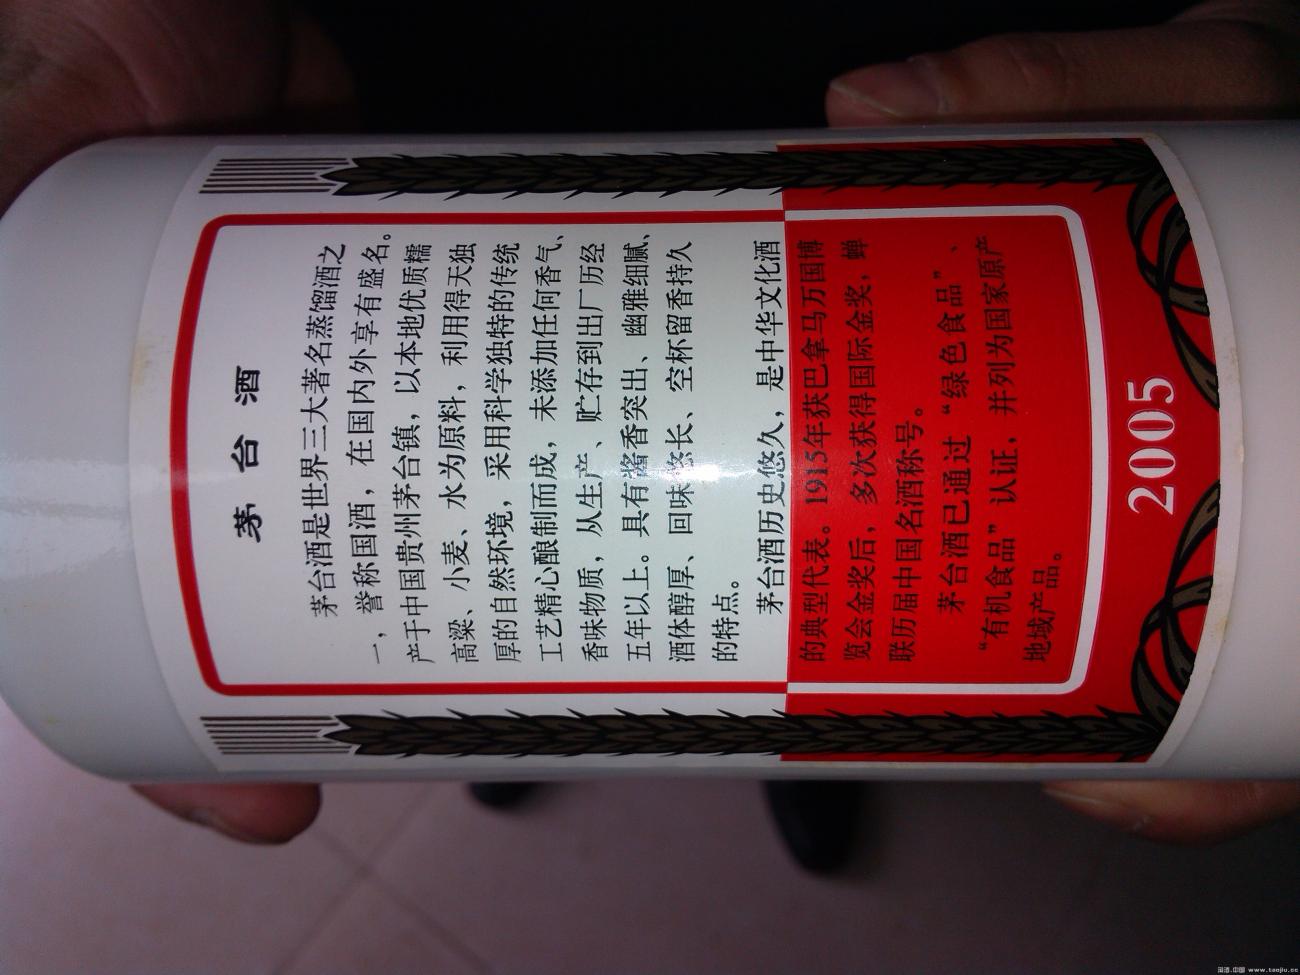 茅台酒
茅台酒是世界三大著名蒸馏酒之
一，誉称国酒，在国内外享有盛名。
产于中国贵州茅台镇，以本地优质糯
高粱、小麦、水为原料，利用得天独
厚的自然环境，采用科学独特的传统
工艺精心酿制而成，未添加任何香气、
香味物质，从生产、贮存到出厂历经
五年以上。具有酱香突出、幽雅细腻、
酒体醇厚、回味悠长、空杯留香持久
的特点。
茅台酒历史悠久，是中华文化酒
的典型代表。1915年获巴拿马万国博
览会金奖后，多次获得国际金奖，蝉
联历届中国名酒称号。
茅台酒已通过“绿色食品”、
“有机食品”认证，并列为国家原产
地域产品。
2005
www.taojiu.cc